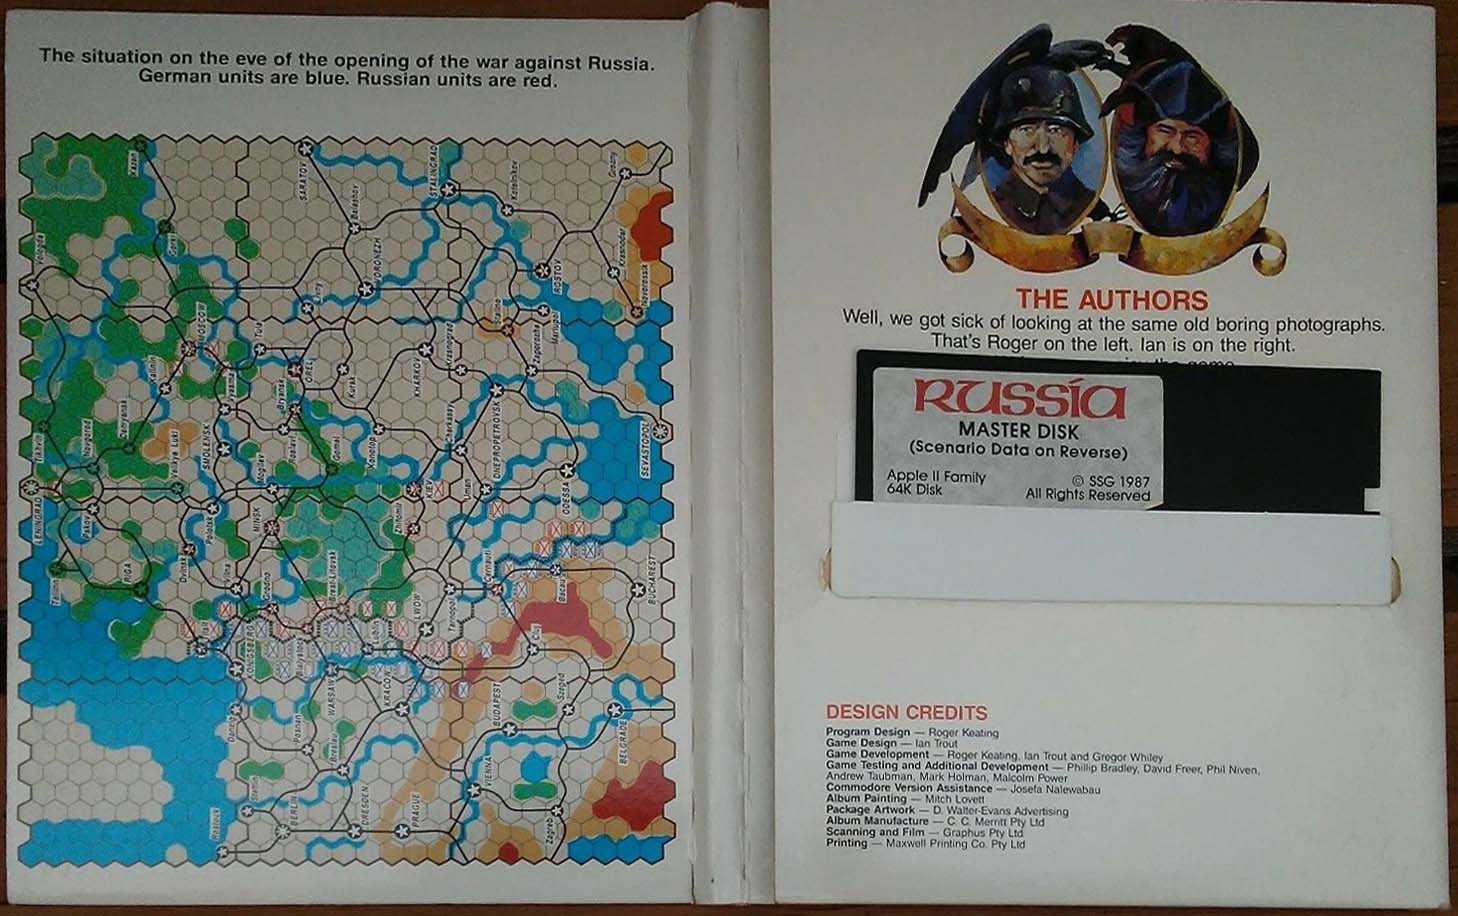 The situation on the eve of the opening of the war against Russia.
German units are blue. Russian units are red.
Kazan
SARATOV
STALINGRAD
Kotelnikov
Grozny
Balashov
Vologda
Gorki
VORONEZH
Krasnodar
ROSTOV
Novorossisk
MOSCOW
Tula
Stalino
Mariupol
Kalinin
Vyasma
OREL
Kursk
KHARKOV
Krasnograd
Zaporozhe
Tikhvin
Novgorod
Demyansk
Velikye Luki
SMOLENSK
Bryansk
Roslavl
Gomel
Konotop
Cherkassy
DNEPROPETROVSK
SEVASTOPOL
LENINGRAD
Pskov
Polotsk
Mogilev
MINSK
KIEV
Uman
Zhitomir
ODESSA
Tallinn
RIGA
Dvinsk
Vilna
Grodno
Brest-Litovsk
LWOW
Tarnopol
Cernauti
Bacau
BUCHAREST
KONIGSBERG
Bialystok
Lublin
Cluj
Danzig
Posnan
WARSAW
KRACOW
BUDAPEST
Szeged
BELGRADE
Breslau
VIENNA
Rostock
Stettin
BERLIN
DRESDEN
PRAGUE
Zagreb
THE AUTHORS
Well, we got sick of looking at the same old boring photographs.
That's Roger on the left. Ian is on the right.
the game.
RUSSIA
MASTER DISK
(Scenario Data on Reverse)
Apple II Family
64K Disk
© SSG 1987
All Rights Reserved
DESIGN CREDITS
Program Design — Roger Keating
Game Design — Ian Trout
Game Development — Roger Keating, Ian Trout and Gregor Whiley
Game Testing and Additional Development — Phillip Bradley, David Freer, Phil Niven,
Andrew Taubman, Mark Holman, Malcolm Power
Commodore Version Assistance — Josefa Nalewabau
Album Painting — Mitch Lovett
Package Artwork — D. Walter-Evans Advertising
Album Manufacture — C. C. Merritt Pty Ltd
Scanning and Film — Graphus Pty Ltd
Printing — Maxwell Printing Co. Pty Ltd